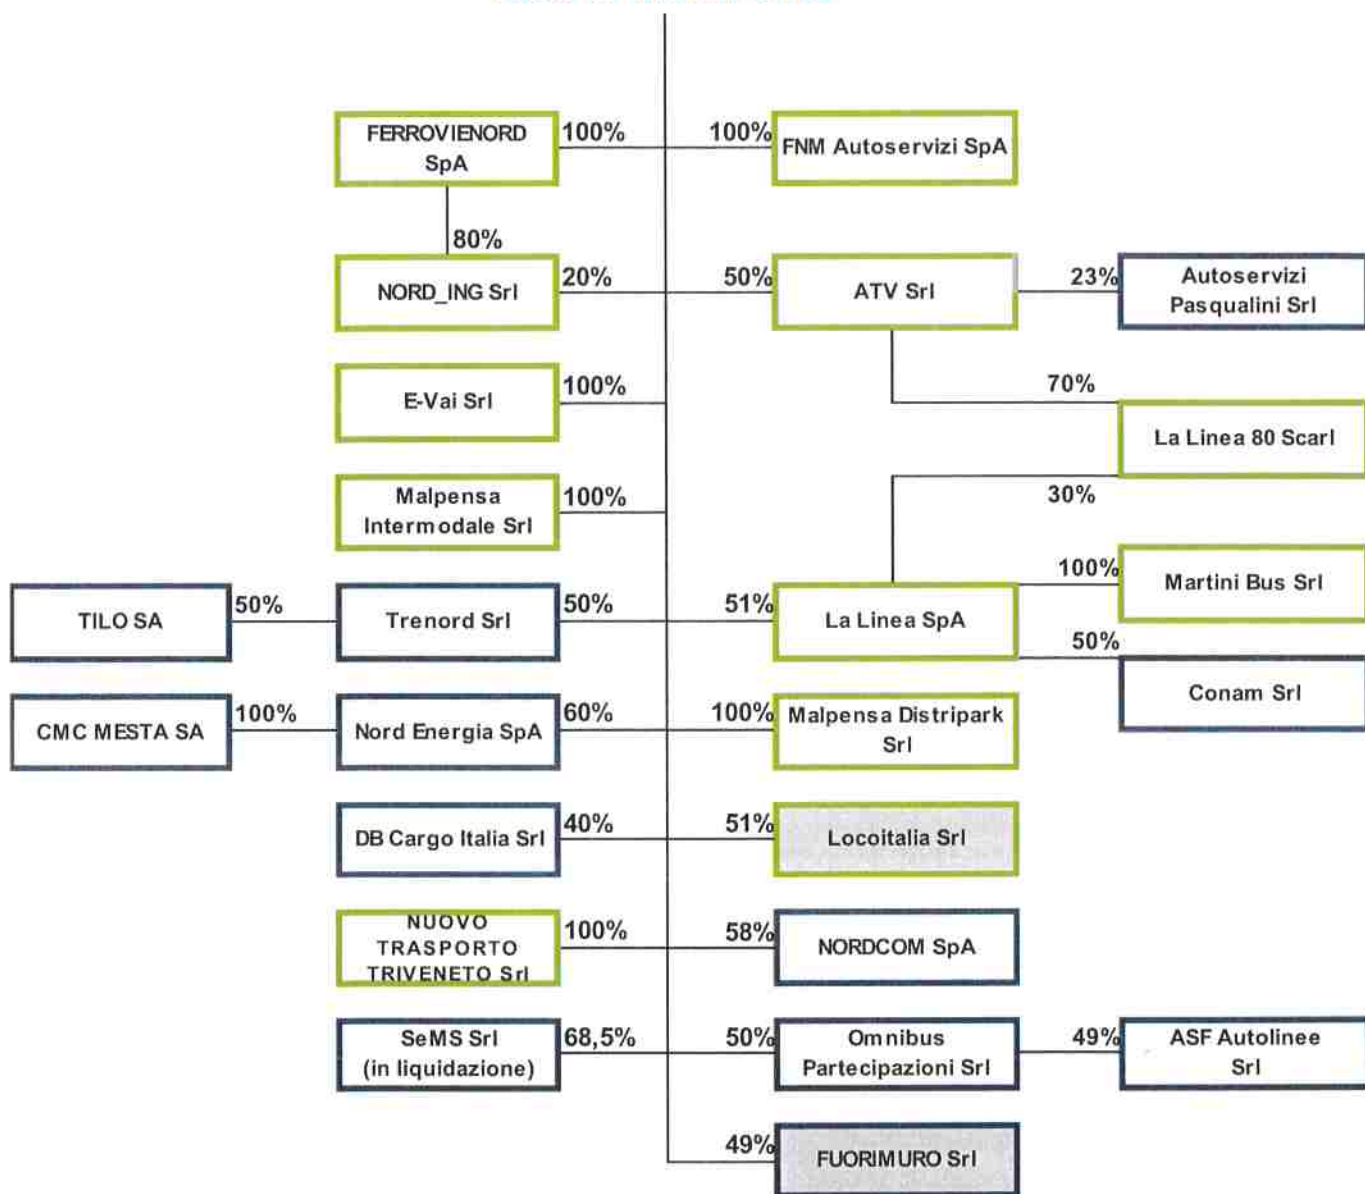 FERROVIENORD
SpA
100%
100%
FNM Autoservizi SpA
80%
NORD_ING Srl
20%
50%
ATV Srl
23%
Autoservizi
Pasqualini Srl
E-Vai Srl
100%
70%
La Linea 80 Scarl
30%
Malpensa
Intermodale Srl
100%
TILO SA
50%
Trenord Srl
50%
51%
La Linea SpA
100%
Martini Bus Srl
50%
Conam Srl
CMC MESTA SA
100%
Nord Energia SpA
60%
100%
Malpensa Distripark
Srl
DB Cargo Italia Srl
40%
51%
Locoitalia Srl
NUOVO
TRASPORTO
TRIVENETO Srl
100%
58%
NORDCOM SpA
SeMS Srl
(in liquidazione)
68,5%
50%
Omnibus
Partecipazioni Srl
49%
ASF Autolinee
Srl
49%
FUORIMURO Srl